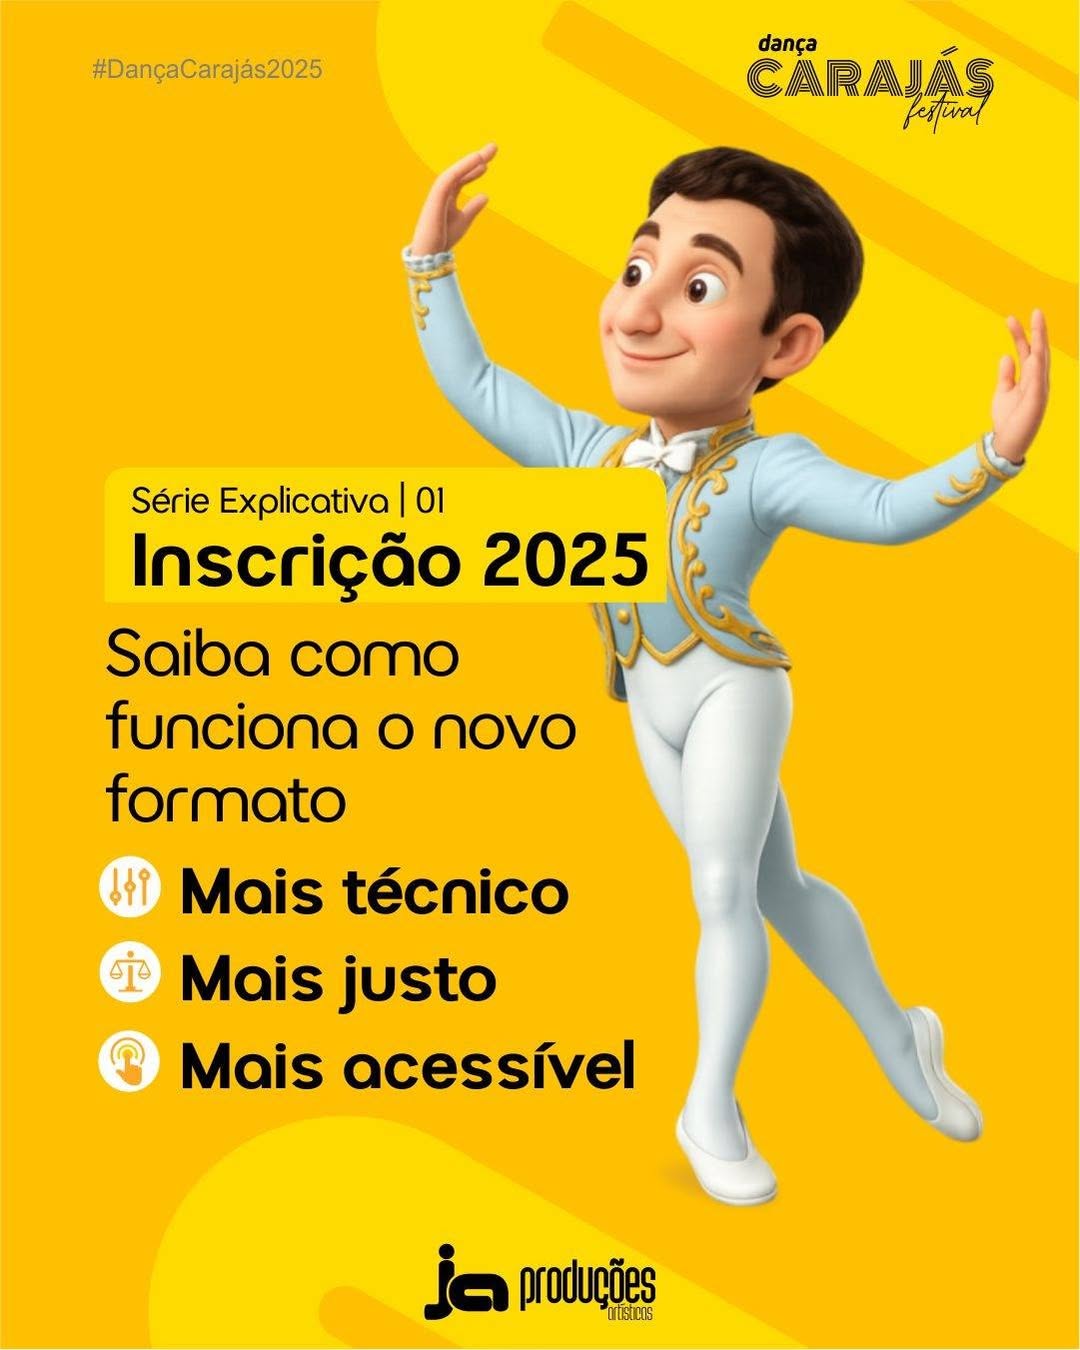 #DançaCarajás2025
dança
CARAJÁS
festival
Série Explicativa | 01
Inscrição 2025
Saiba como
funciona o novo
formato
Mais técnico
Mais justo
Mais acessível
ja produções
artísticas